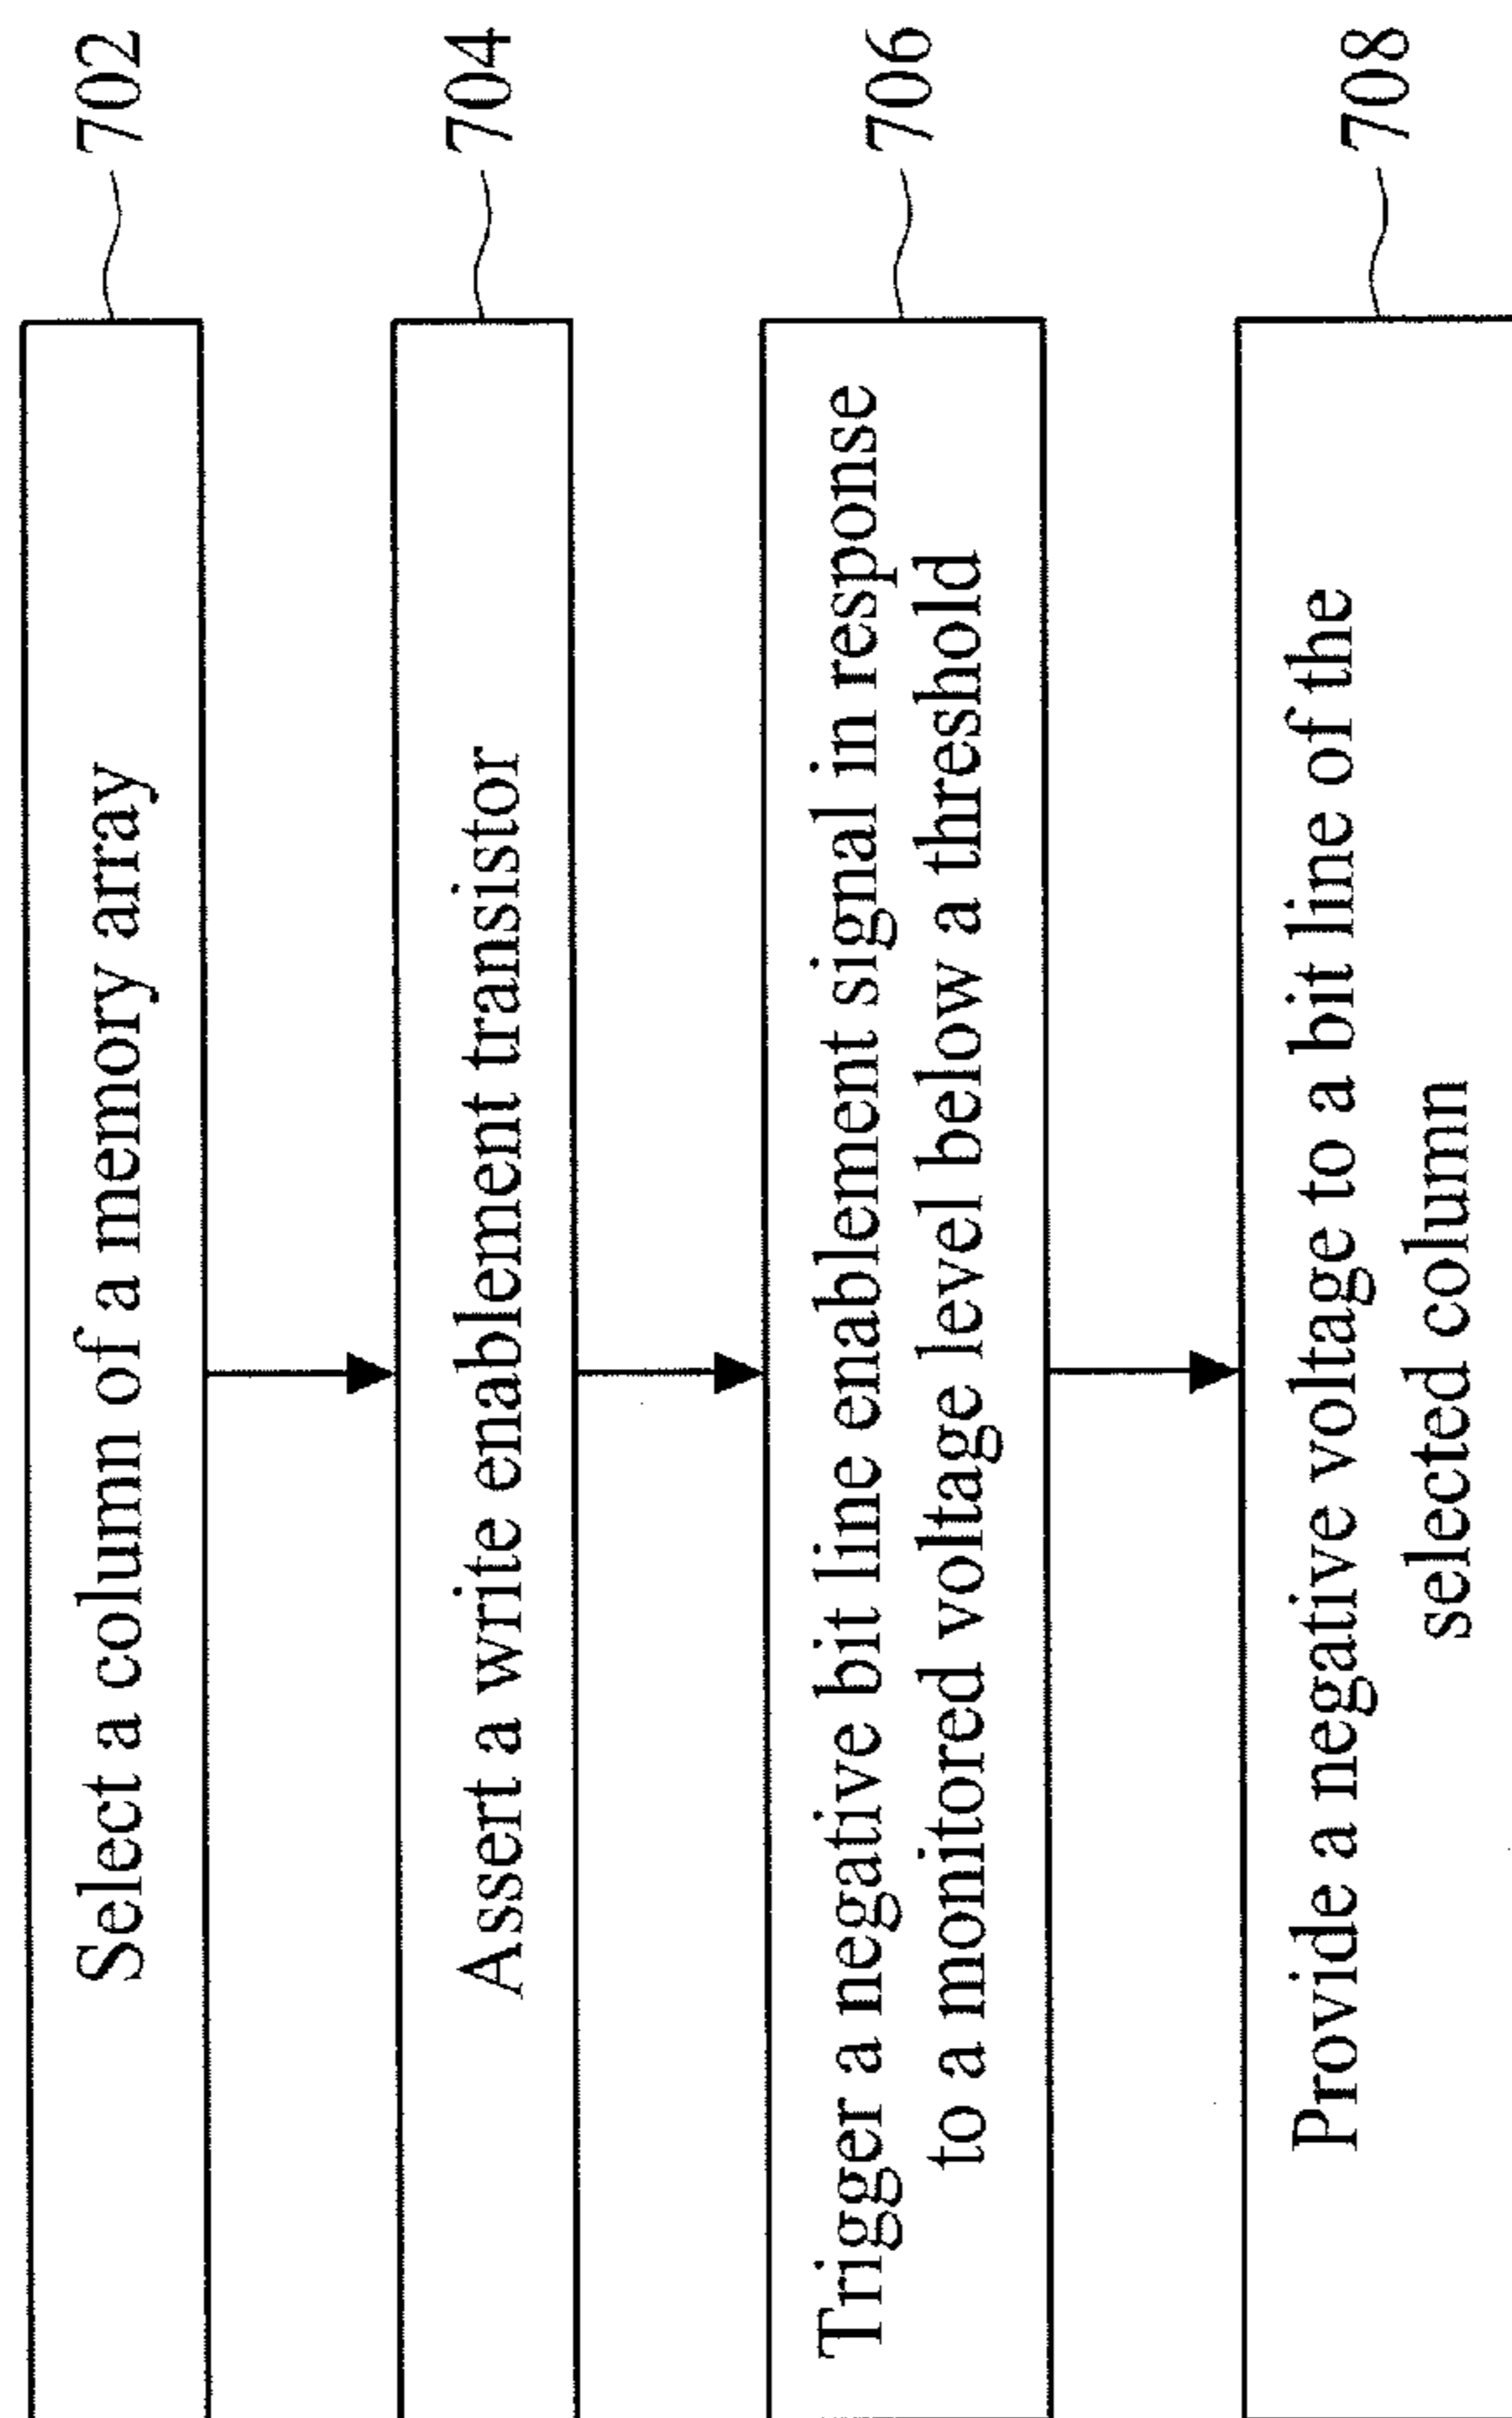 Select a column of a memory array
702
Assert a write enablement transistor
704
Trigger a negative bit line enablement signal in response
to a monitored voltage level below a threshold
706
Provide a negative voltage to a bit line of the
selected column
708